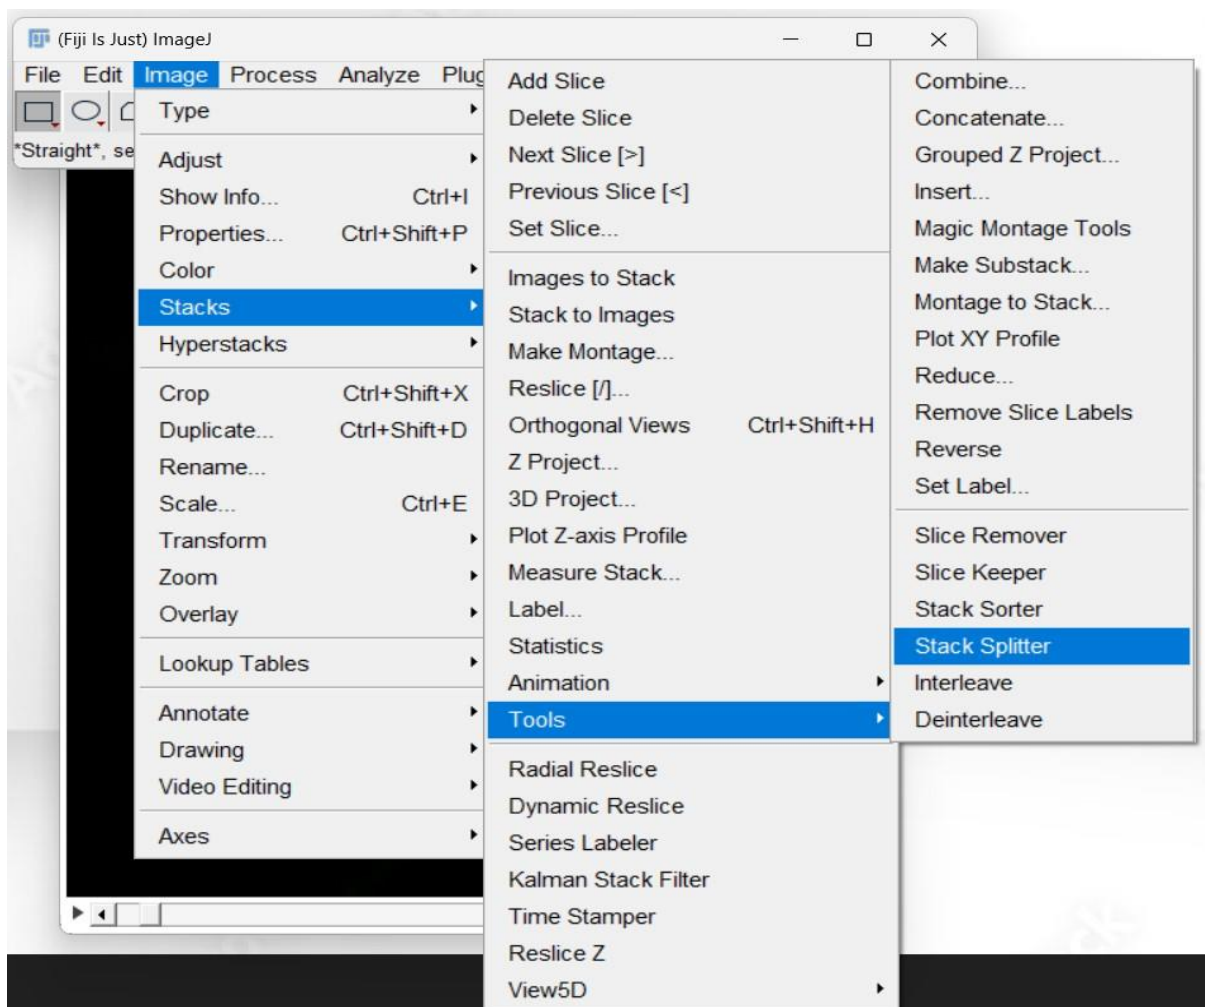 (Fiji Is Just) ImageJ
File Edit Image Process Analyze Plug
*Straight*, se
Type
Adjust
Show Info... Ctrl+I
Properties... Ctrl+Shift+P
Color
Stacks
Hyperstacks
Crop Ctrl+Shift+X
Duplicate... Ctrl+Shift+D
Rename...
Scale... Ctrl+E
Transform
Zoom
Overlay
Lookup Tables
Annotate
Drawing
Video Editing
Axes
Add Slice
Delete Slice
Next Slice [>]
Previous Slice [<]
Set Slice...
Images to Stack
Stack to Images
Make Montage...
Reslice [/]...
Orthogonal Views Ctrl+Shift+H
Z Project...
3D Project...
Plot Z-axis Profile
Measure Stack...
Label...
Statistics
Animation
Tools
Radial Reslice
Dynamic Reslice
Series Labeler
Kalman Stack Filter
Time Stamper
Reslice Z
View5D
Combine...
Concatenate...
Grouped Z Project...
Insert...
Magic Montage Tools
Make Substack...
Montage to Stack...
Plot XY Profile
Reduce...
Remove Slice Labels
Reverse
Set Label...
Slice Remover
Slice Keeper
Stack Sorter
Stack Splitter
Interleave
Deinterleave